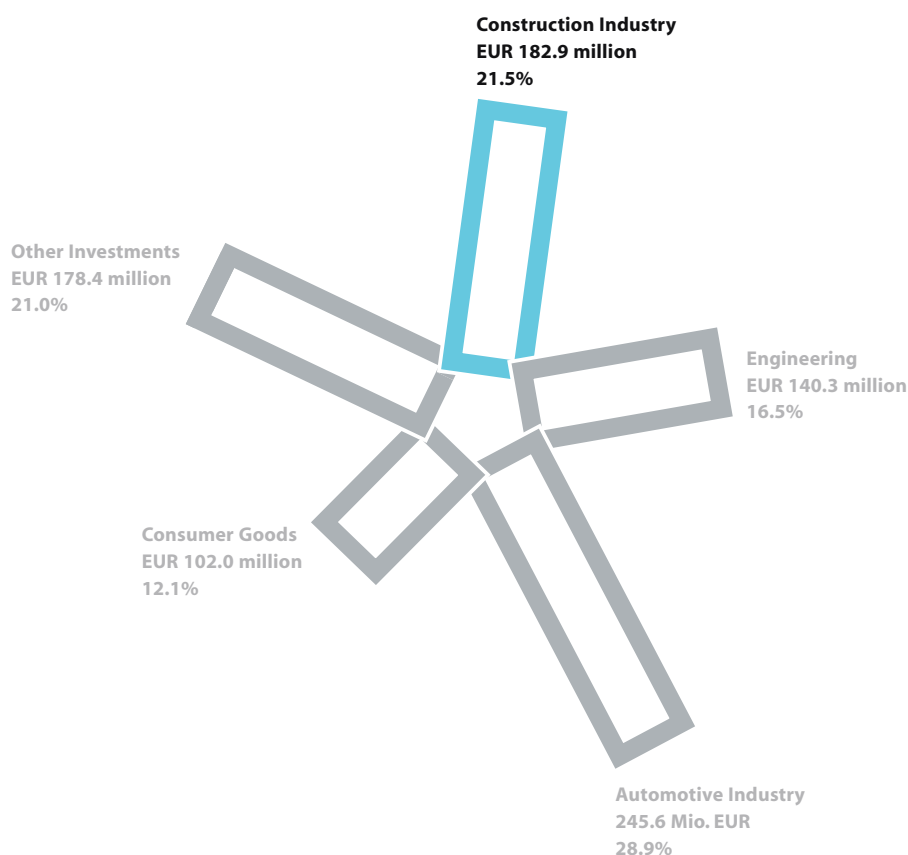 Construction Industry
EUR 182.9 million
21.5%
Other Investments
EUR 178.4 million
21.0%
Engineering
EUR 140.3 million
16.5%
Consumer Goods
EUR 102.0 million
12.1%
Automotive Industry
245.6 Mio. EUR
28.9%